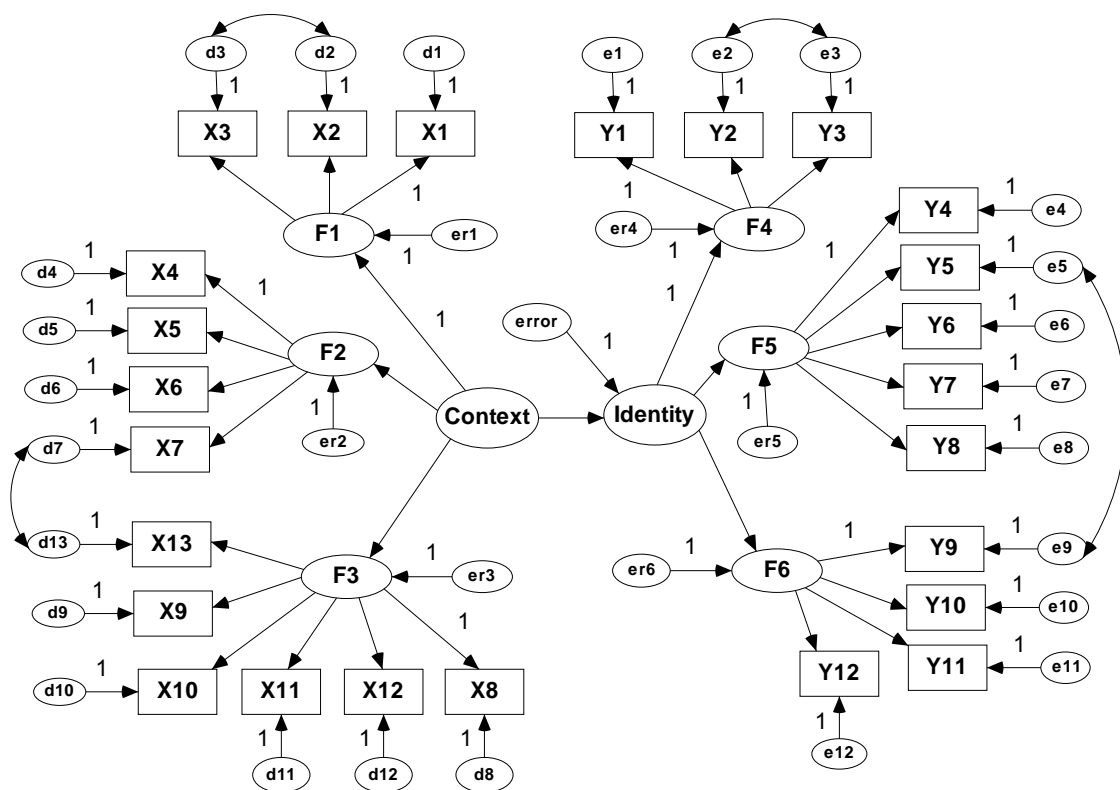 d3 d2 d1 e1 e2 e3
1 1 1 1 1 1
X3 X2 X1 Y1 Y2 Y3
1 1
F1 er1 er4 F4
1 1
Y4 1 e4
1
Y5 1 e5
Y6 1 e6
F5
Y7 1 e7
Y8 1 e8
1 er5
d4 1 X4
1
d5 1 X5
F2
d6 1 X6
d7 1 X7
1 er2
1 1
error 1
Context Identity
d13 1 X13
F3 1 er3
d9 1 X9
1
d10 1 X10 X11 X12 X8
1 1 1
d11 d12 d8
er6 1 F6
1 Y9 1 e9
Y10 1 e10
Y11 1 e11
Y12
1
e12